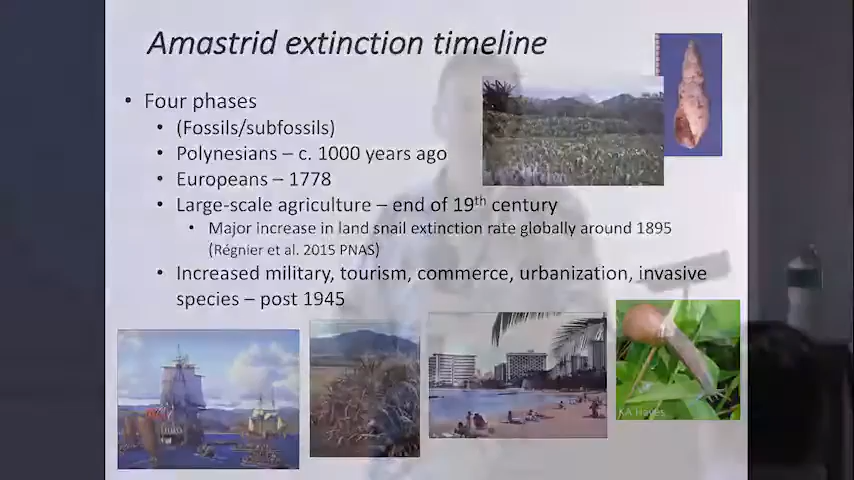 Amastrid extinction timeline
• Four phases
• (Fossils/subfossils)
• Polynesians – c. 1000 years ago
• Europeans – 1778
• Large-scale agriculture – end of 19th century
• Major increase in land snail extinction rate globally around 1895
(Régnier et al. 2015 PNAS)
• Increased military, tourism, commerce, urbanization, invasive
species – post 1945
KA Hayes